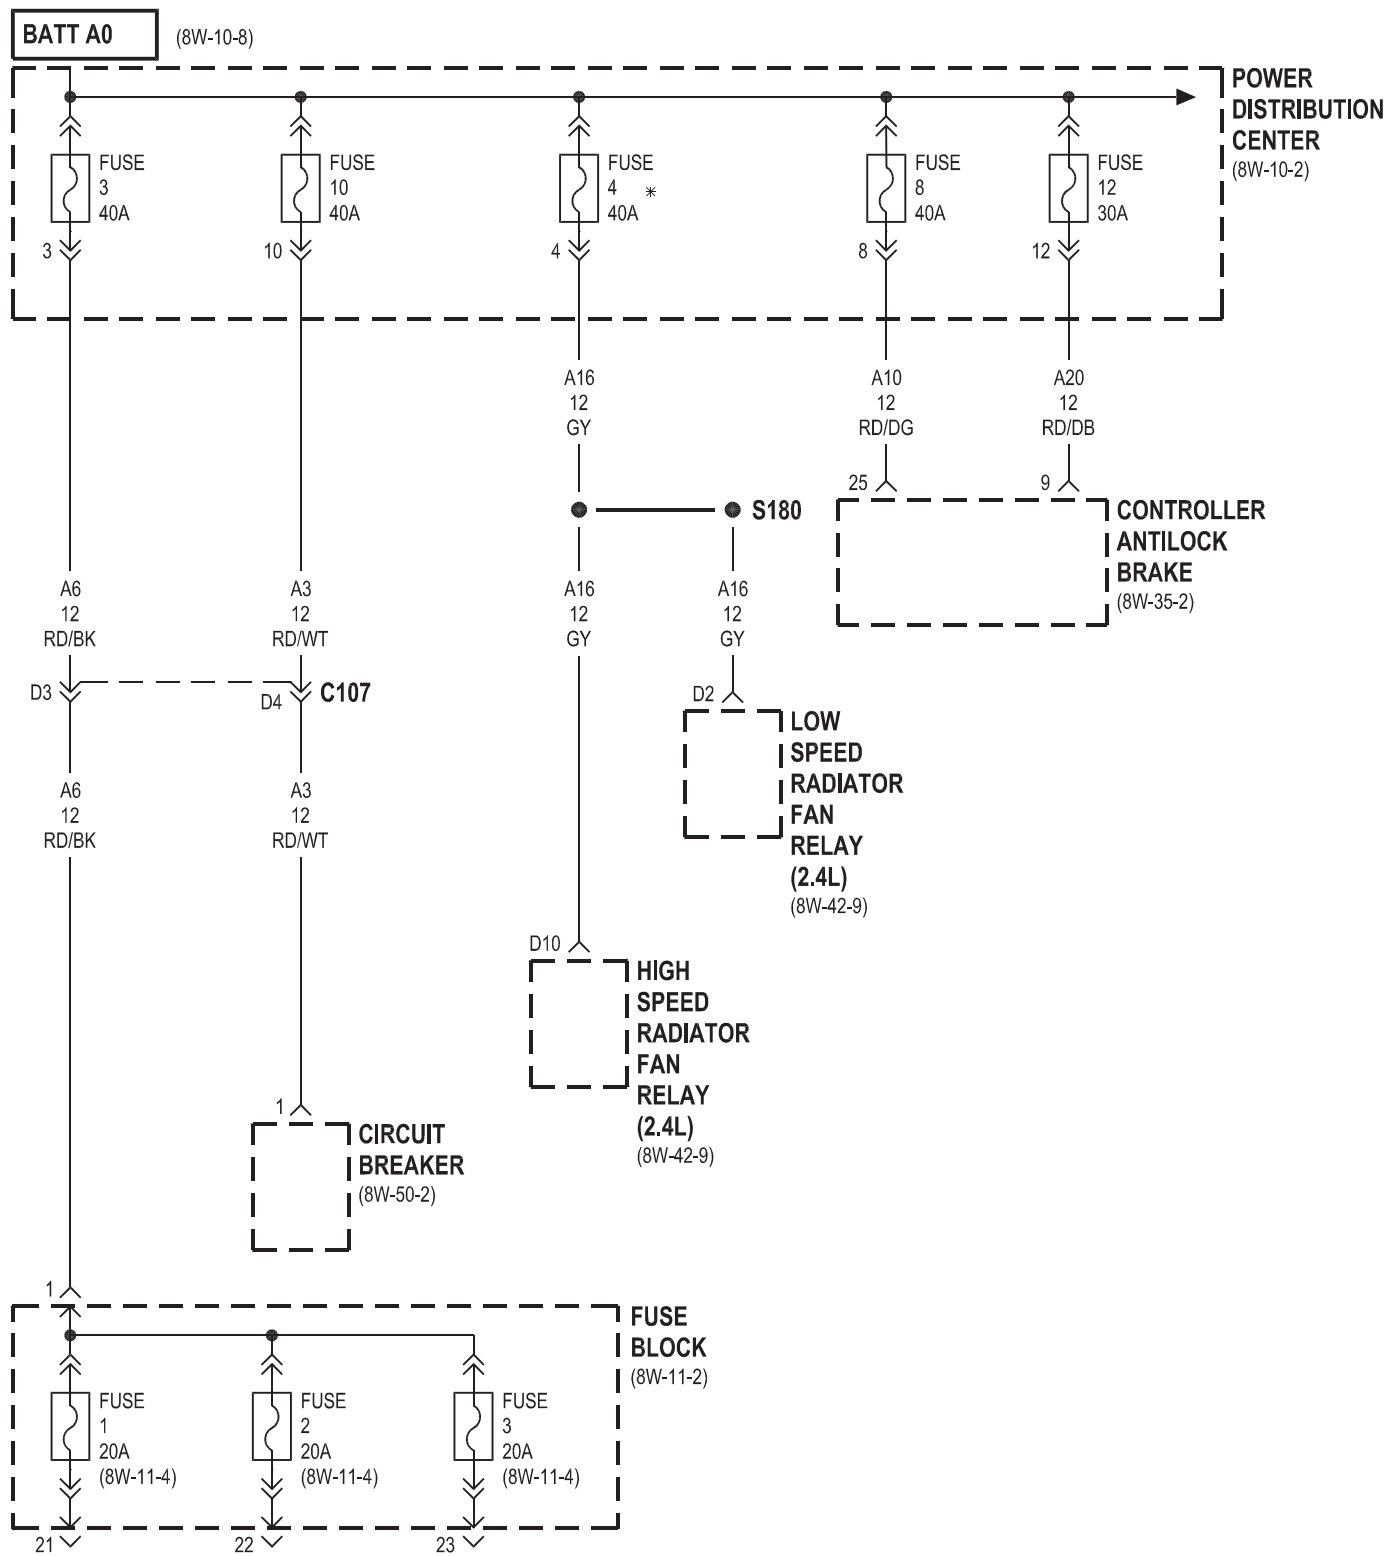 BATT A0
(8W-10-8)
POWER
DISTRIBUTION
CENTER
(8W-10-2)
FUSE
3
40A
3
FUSE
10
40A
10
FUSE
4 *
40A
4
FUSE
8
40A
8
FUSE
12
30A
12
A16
12
GY
A10
12
RD/DG
A20
12
RD/DB
25
9
S180
CONTROLLER
ANTILOCK
BRAKE
(8W-35-2)
A6
12
RD/BK
A3
12
RD/WT
A16
12
GY
A16
12
GY
D3
D4
C107
D2
LOW
SPEED
RADIATOR
FAN
RELAY
(2.4L)
(8W-42-9)
A6
12
RD/BK
A3
12
RD/WT
D10
HIGH
SPEED
RADIATOR
FAN
RELAY
(2.4L)
(8W-42-9)
1
CIRCUIT
BREAKER
(8W-50-2)
1
FUSE
BLOCK
(8W-11-2)
FUSE
1
20A
(8W-11-4)
FUSE
2
20A
(8W-11-4)
FUSE
3
20A
(8W-11-4)
21
22
23